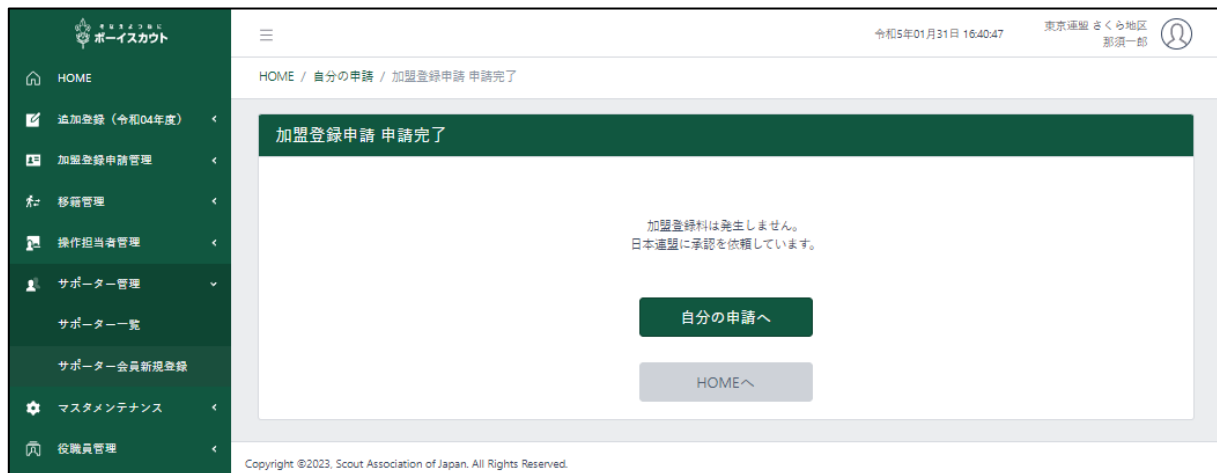 そなえよつねに
ボーイスカウト
令和5年01月31日 16:40:47
東京連盟 さくら地区
那須一郎
HOME
HOME / 自分の申請 / 加盟登録申請 申請完了
追加登録（令和04年度）
加盟登録申請 申請完了
加盟登録申請管理
移籍管理
加盟登録料は発生しません。
日本連盟に承認を依頼しています。
操作担当者管理
サポーター管理
自分の申請へ
サポーター一覧
サポーター会員新規登録
HOMEへ
マスタメンテナンス
役職員管理
Copyright ©2023, Scout Association of Japan. All Rights Reserved.